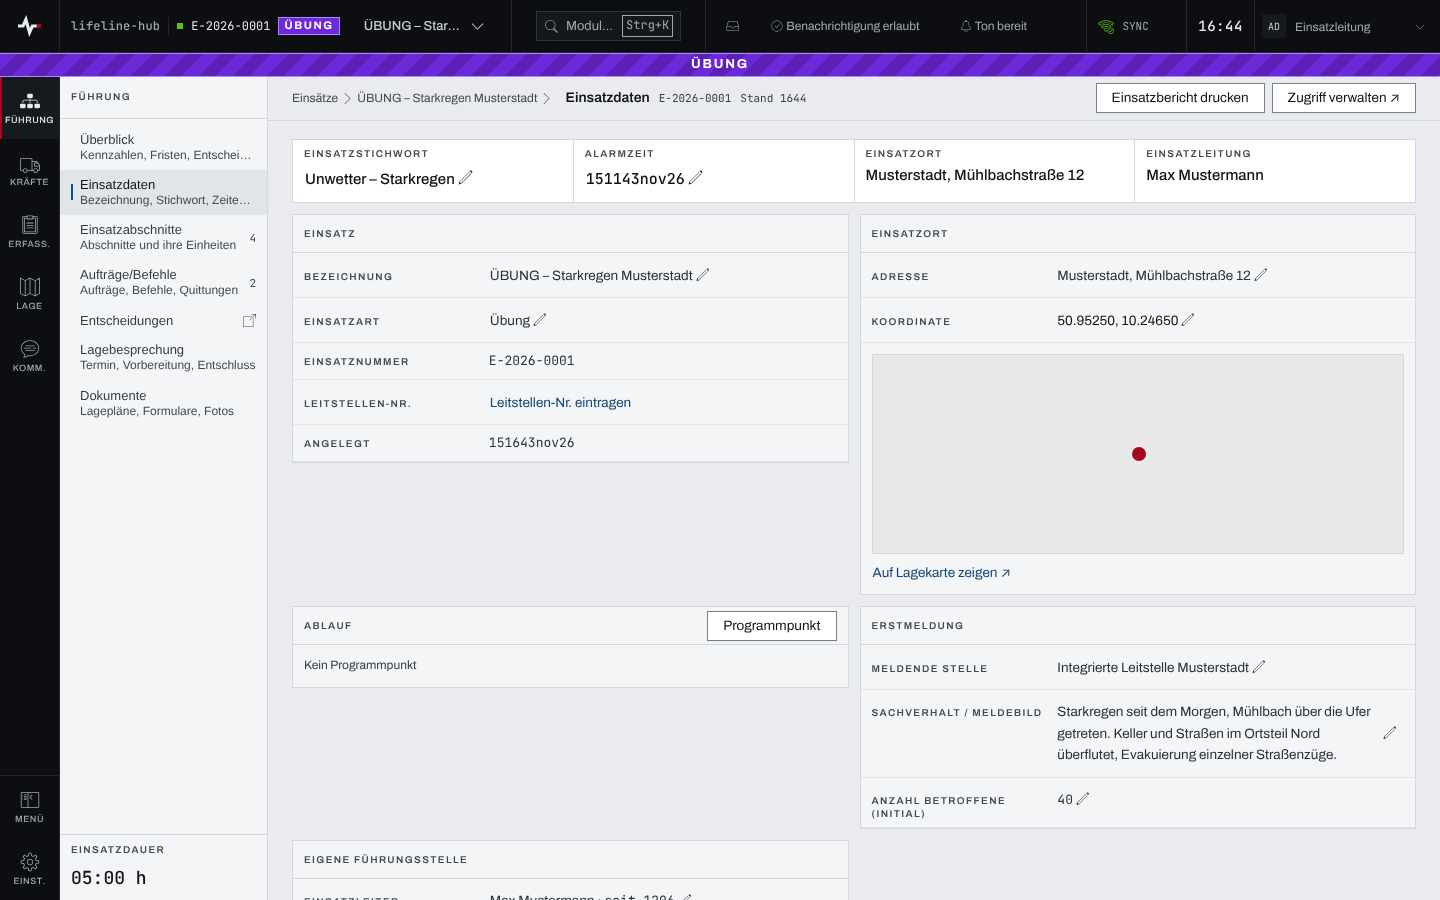 lifeline-hub E-2026-0001 ÜBUNG ÜBUNG – Star... Modul... Strg+K Benachrichtigung erlaubt Ton bereit SYNC 16:44 AD Einsatzleitung
ÜBUNG
FÜHRUNG
KRÄFTE
ERFASS.
LAGE
KOMM.
MENÜ
EINST.
FÜHRUNG
Überblick
Kennzahlen, Fristen, Entschei...
Einsatzdaten
Bezeichnung, Stichwort, Zeite...
Einsatzabschnitte
Abschnitte und ihre Einheiten 4
Aufträge/Befehle
Aufträge, Befehle, Quittungen 2
Entscheidungen
Lagebesprechung
Termin, Vorbereitung, Entschluss
Dokumente
Lagepläne, Formulare, Fotos
EINSATZDAUER
05:00 h
Einsätze ÜBUNG – Starkregen Musterstadt Einsatzdaten E-2026-0001 Stand 1644 Einsatzbericht drucken Zugriff verwalten ↗
EINSATZSTICHWORT
Unwetter – Starkregen
ALARMZEIT
151143nov26
EINSATZORT
Musterstadt, Mühlbachstraße 12
EINSATZLEITUNG
Max Mustermann
EINSATZ
BEZEICHNUNG ÜBUNG – Starkregen Musterstadt
EINSATZART Übung
EINSATZNUMMER E-2026-0001
LEITSTELLEN-NR. Leitstellen-Nr. eintragen
ANGELEGT 151643nov26
EINSATZORT
ADRESSE Musterstadt, Mühlbachstraße 12
KOORDINATE 50.95250, 10.24650
Auf Lagekarte zeigen ↗
ABLAUF Programmpunkt
Kein Programmpunkt
ERSTMELDUNG
MELDENDE STELLE Integrierte Leitstelle Musterstadt
SACHVERHALT / MELDEBILD Starkregen seit dem Morgen, Mühlbach über die Ufer
getreten. Keller und Straßen im Ortsteil Nord
überflutet, Evakuierung einzelner Straßenzüge.
ANZAHL BETROFFENE 40
(INITIAL)
EIGENE FÜHRUNGSSTELLE
EINSATZLEITER Max Mustermann · seit 1206